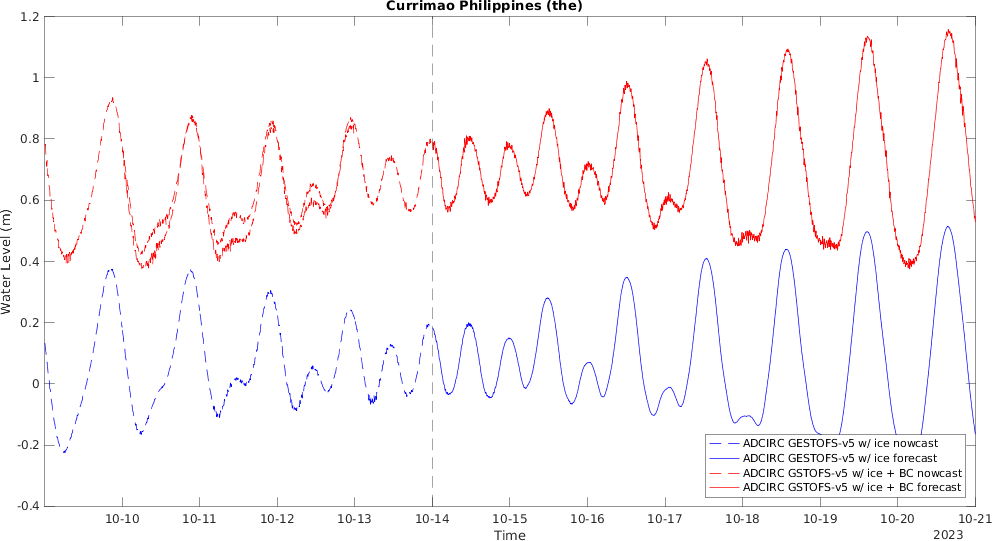 Currimao Philippines (the)
1.2
1
0.8
0.6
0.4
0.2
0
-0.2
-0.4
Water Level (m)
ADCIRC GESTOFS-v5 w/ ice nowcast
ADCIRC GESTOFS-v5 w/ ice forecast
ADCIRC GSTOFS-v5 w/ ice + BC nowcast
ADCIRC GSTOFS-v5 w/ ice + BC forecast
10-10 10-11 10-12 10-13 10-14 10-15 10-16 10-17 10-18 10-19 10-20 10-21
Time
2023